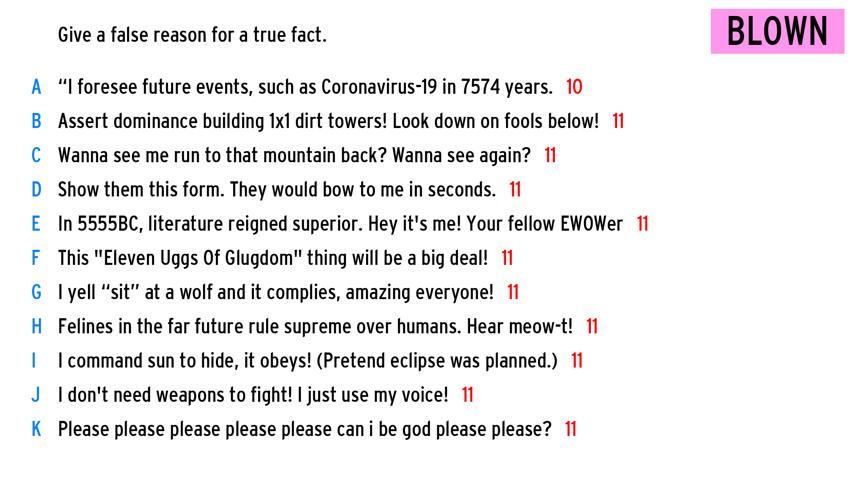 Give a false reason for a true fact.
BLOWN
A “I foresee future events, such as Coronavirus-19 in 7574 years. 10
B Assert dominance building 1x1 dirt towers! Look down on fools below! 11
C Wanna see me run to that mountain back? Wanna see again? 11
D Show them this form. They would bow to me in seconds. 11
E In 5555BC, literature reigned superior. Hey it's me! Your fellow EWOWer 11
F This "Eleven Uggs Of Glugdom" thing will be a big deal! 11
G I yell “sit” at a wolf and it complies, amazing everyone! 11
H Felines in the far future rule supreme over humans. Hear meow-t! 11
I I command sun to hide, it obeys! (Pretend eclipse was planned.) 11
J I don't need weapons to fight! I just use my voice! 11
K Please please please please please can i be god please please? 11